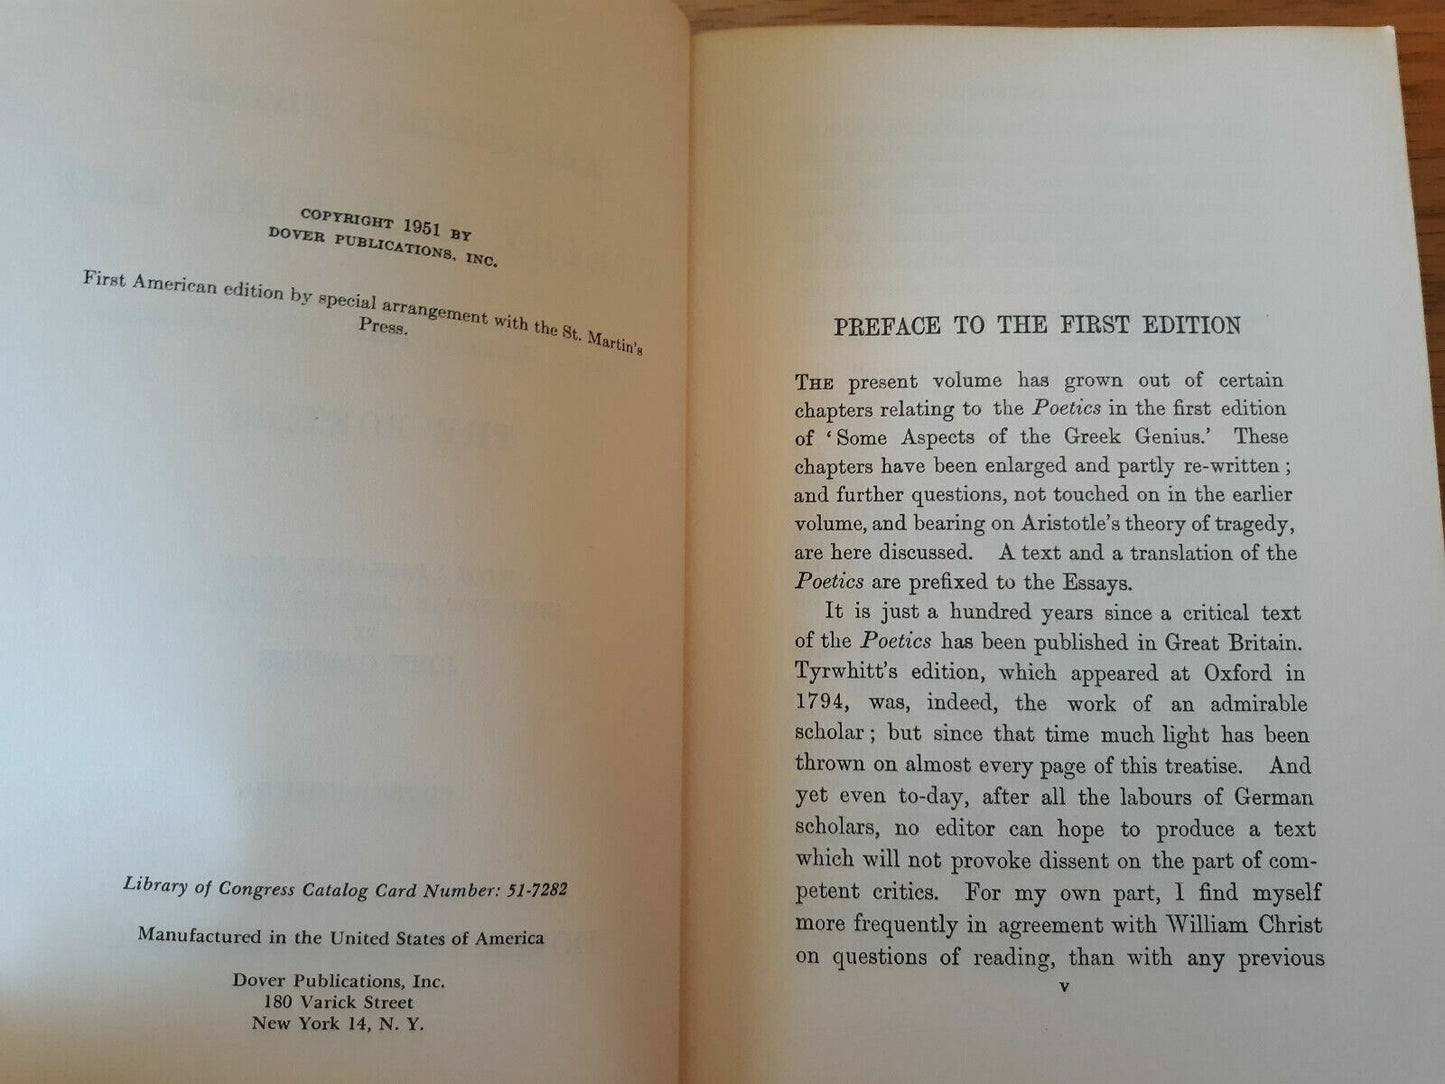 COPYRIGHT 1951 BY
DOVER PUBLICATIONS, INC.
First American edition by special arrangement with the St. Martin's
Press.
Library of Congress Catalog Card Number: 51-7282
Manufactured in the United States of America
Dover Publications, Inc.
180 Varick Street
New York 14, N. Y.
PREFACE TO THE FIRST EDITION
THE present volume has grown out of certain
chapters relating to the Poetics in the first edition
of ‘Some Aspects of the Greek Genius.’ These
chapters have been enlarged and partly re-written ;
and further questions, not touched on in the earlier
volume, and bearing on Aristotle's theory of tragedy,
are here discussed. A text and a translation of the
Poetics are prefixed to the Essays.
It is just a hundred years since a critical text
of the Poetics has been published in Great Britain.
Tyrwhitt's edition, which appeared at Oxford in
1794, was, indeed, the work of an admirable
scholar ; but since that time much light has been
thrown on almost every page of this treatise. And
yet even to-day, after all the labours of German
scholars, no editor can hope to produce a text
which will not provoke dissent on the part of com-
petent critics. For my own part, I find myself
more frequently in agreement with William Christ
on questions of reading, than with any previous
v